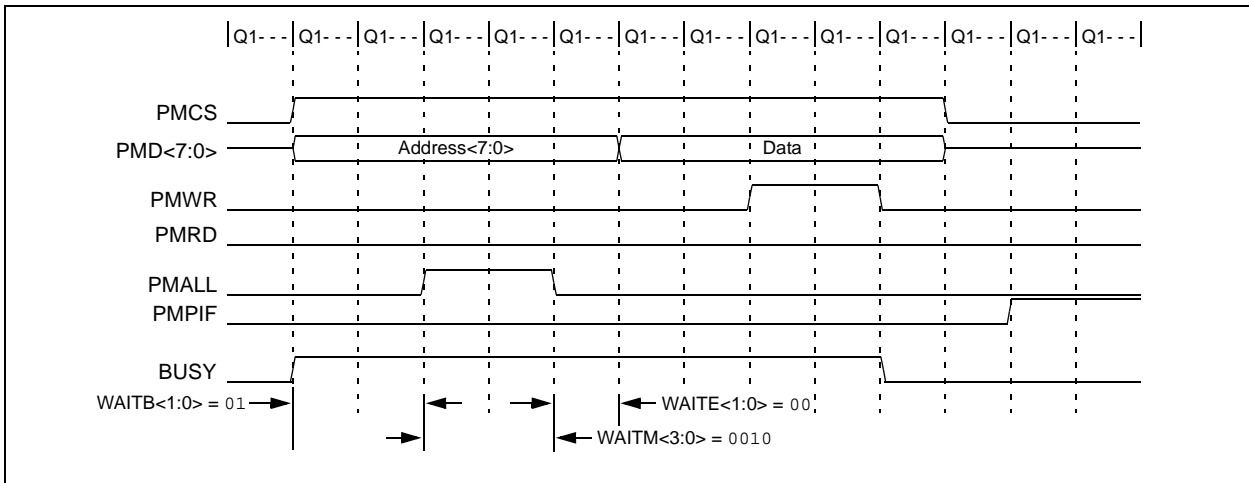 Q1- - - Q1- - - Q1- - - Q1- - - Q1- - - Q1- - - Q1- - - Q1- - - Q1- - - Q1- - - Q1- - - Q1- - - Q1- - - Q1- - -
PMCS
PMD<7:0> Address<7:0> Data
PMWR
PMRD
PMALL
PMPIF
BUSY
WAITB<1:0> = 01 WAITE<1:0> = 00
WAITM<3:0> = 0010